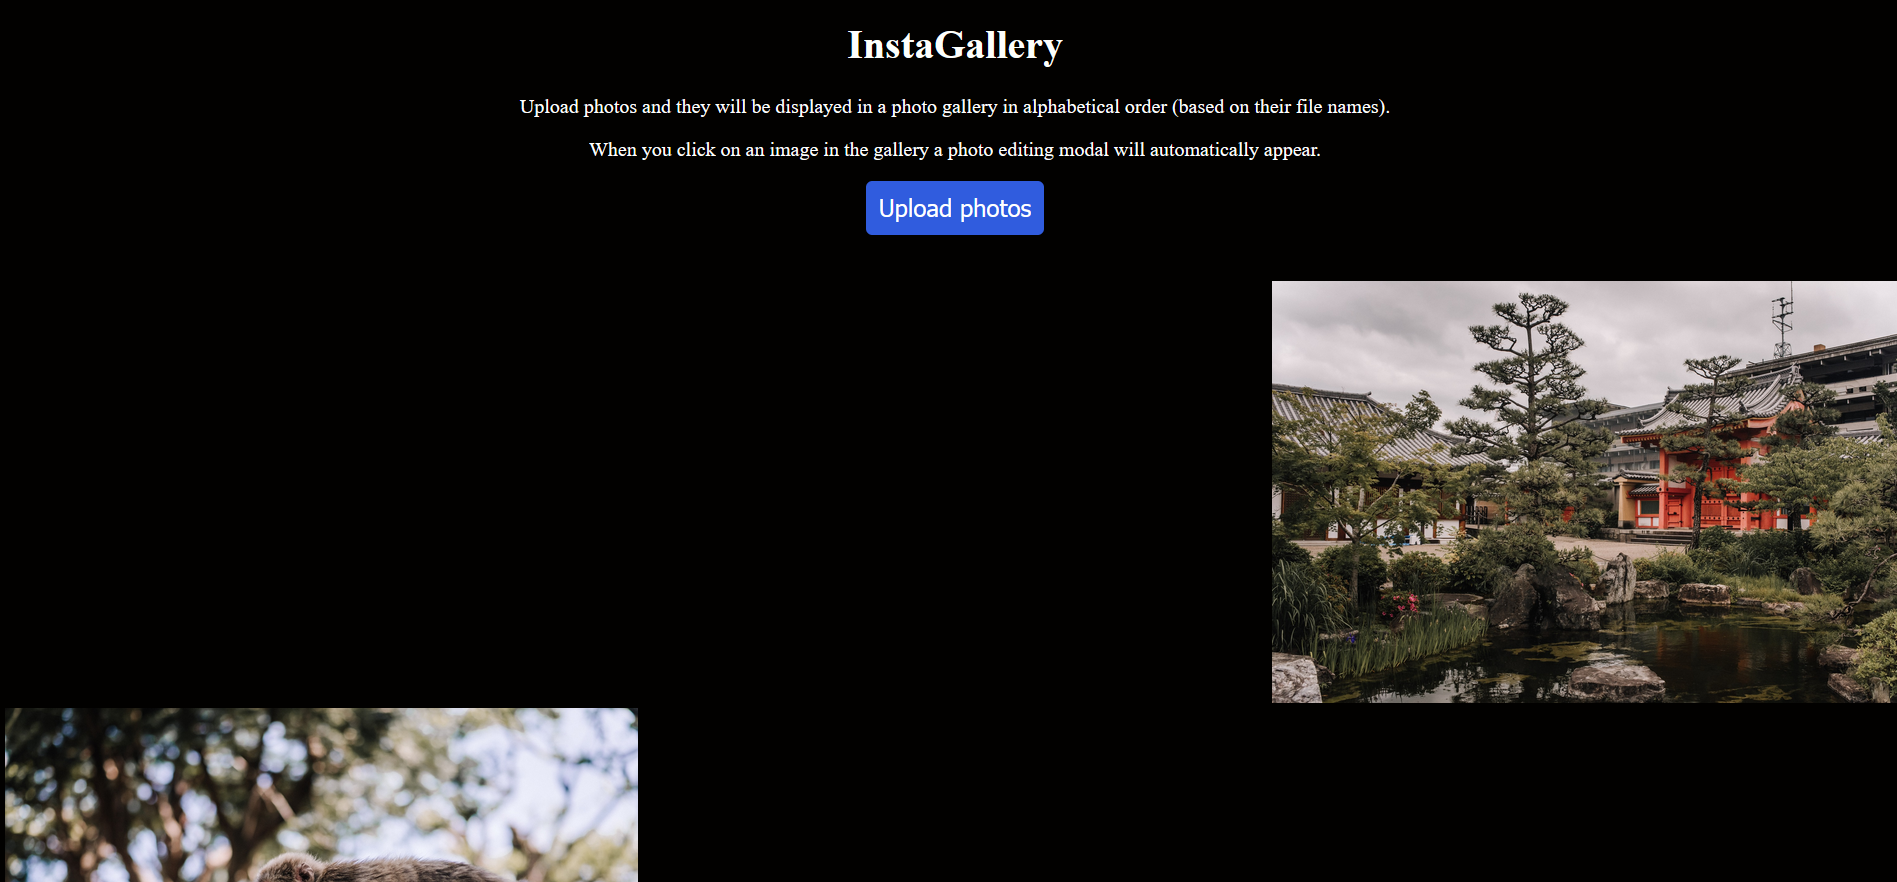 InstaGallery
Upload photos and they will be displayed in a photo gallery in alphabetical order (based on their file names).
When you click on an image in the gallery a photo editing modal will automatically appear.
Upload photos